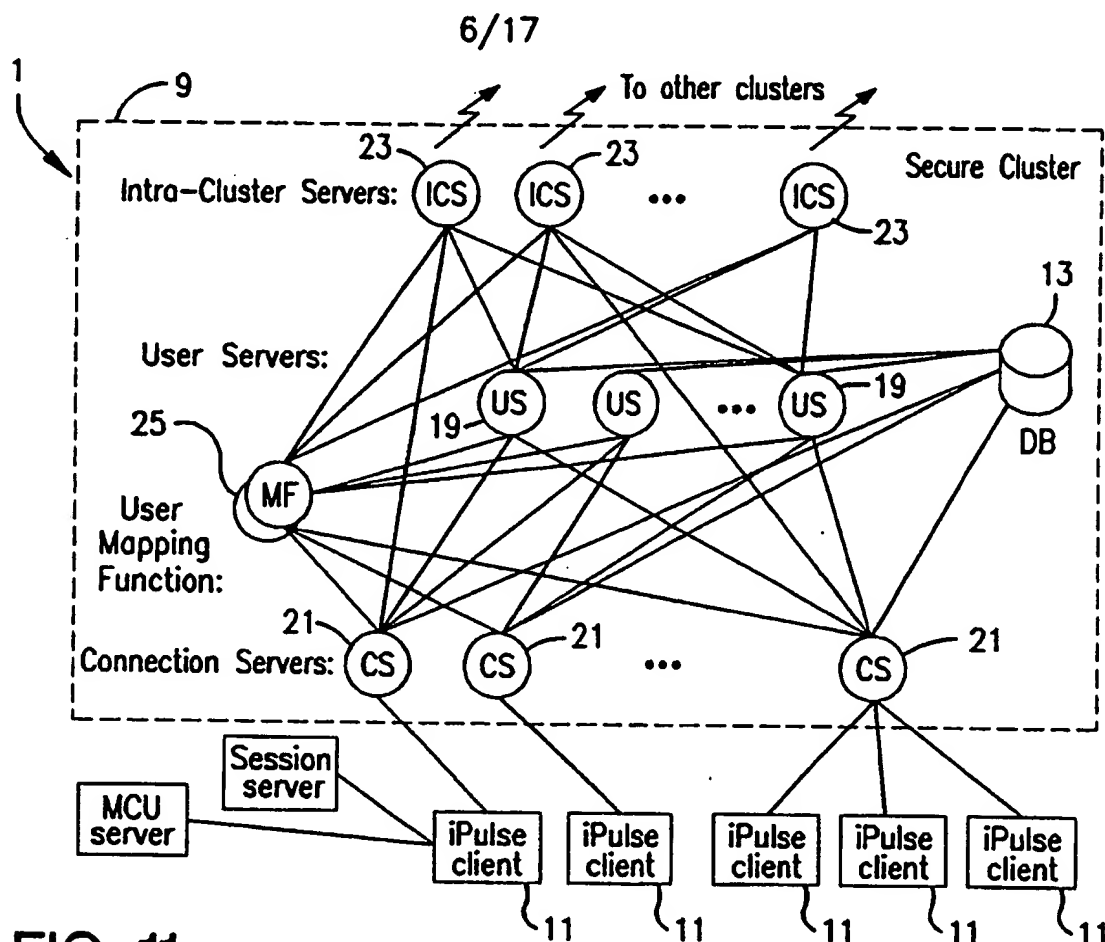 6/17
1
9
To other clusters
23
23
Secure Cluster
Intra-Cluster Servers:
ICS
ICS
•••
ICS
23
13
User Servers:
US
US
•••
US
19
19
DB
25
MF
User
Mapping
Function:
21
21
21
Connection Servers:
CS
CS
•••
CS
Session
server
MCU
server
iPulse
client
iPulse
client
iPulse
client
iPulse
client
iPulse
client
11
11
11
11
11
FIG. 11